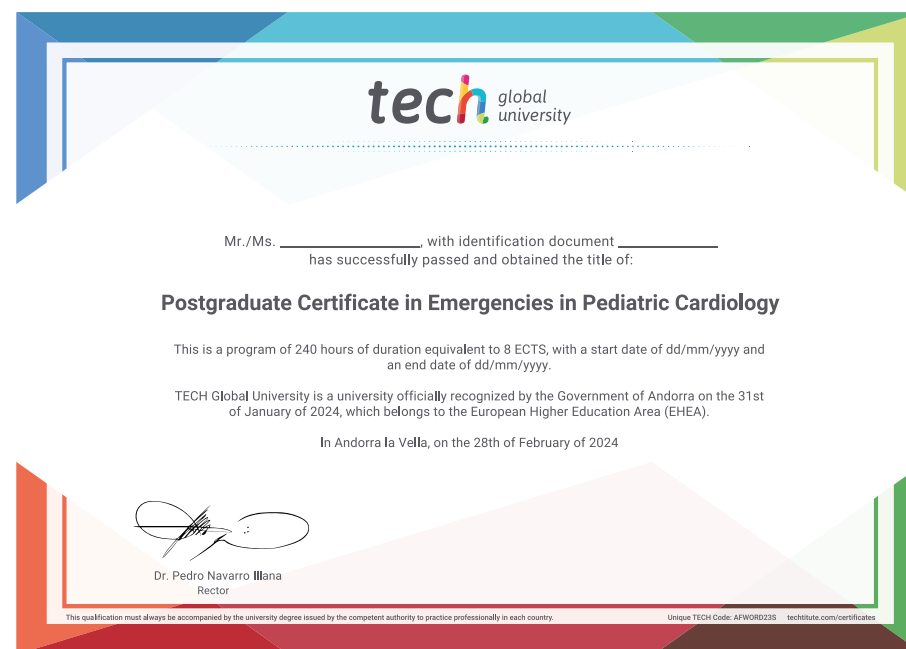 tech global university
Mr./Ms. ____________________, with identification document ______________
has successfully passed and obtained the title of:
Postgraduate Certificate in Emergencies in Pediatric Cardiology
This is a program of 240 hours of duration equivalent to 8 ECTS, with a start date of dd/mm/yyyy and
an end date of dd/mm/yyyy.
TECH Global University is a university officially recognized by the Government of Andorra on the 31st
of January of 2024, which belongs to the European Higher Education Area (EHEA).
In Andorra la Vella, on the 28th of February of 2024
Dr. Pedro Navarro Illana
Rector
This qualification must always be accompanied by the university degree issued by the competent authority to practice professionally in each country.
Unique TECH Code: AFWORD23S techtitute.com/certificates